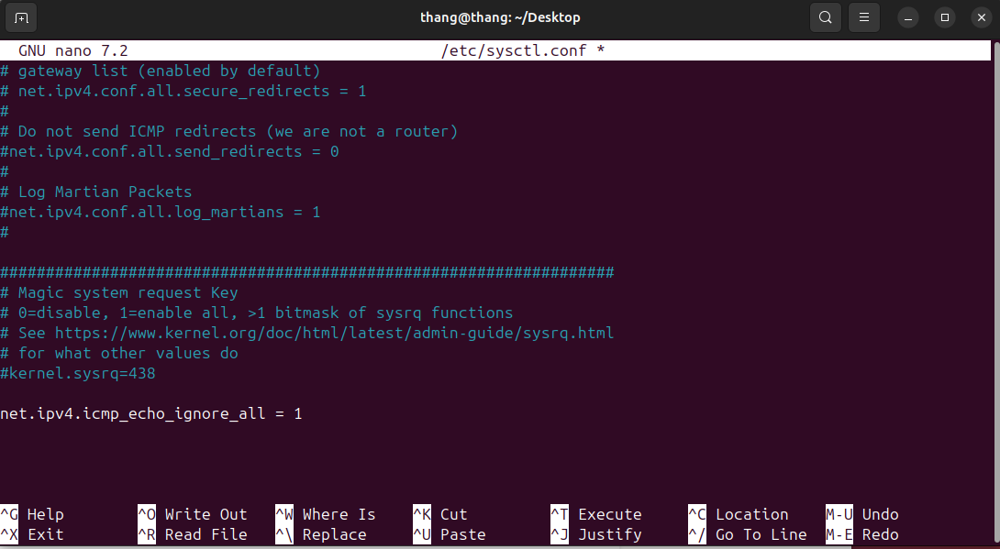 thang@thang: ~/Desktop
GNU nano 7.2 /etc/sysctl.conf *
# gateway list (enabled by default)
# net.ipv4.conf.all.secure_redirects = 1
#
# Do not send ICMP redirects (we are not a router)
#net.ipv4.conf.all.send_redirects = 0
#
# Log Martian Packets
#net.ipv4.conf.all.log_martians = 1
#
###################################################################
# Magic system request Key
# 0=disable, 1=enable all, >1 bitmask of sysrq functions
# See https://www.kernel.org/doc/html/latest/admin-guide/sysrq.html
# for what other values do
#kernel.sysrq=438
net.ipv4.icmp_echo_ignore_all = 1
^G Help ^O Write Out ^W Where Is ^K Cut ^T Execute ^C Location M-U Undo
^X Exit ^R Read File ^\ Replace ^U Paste ^J Justify ^/ Go To Line M-E Redo